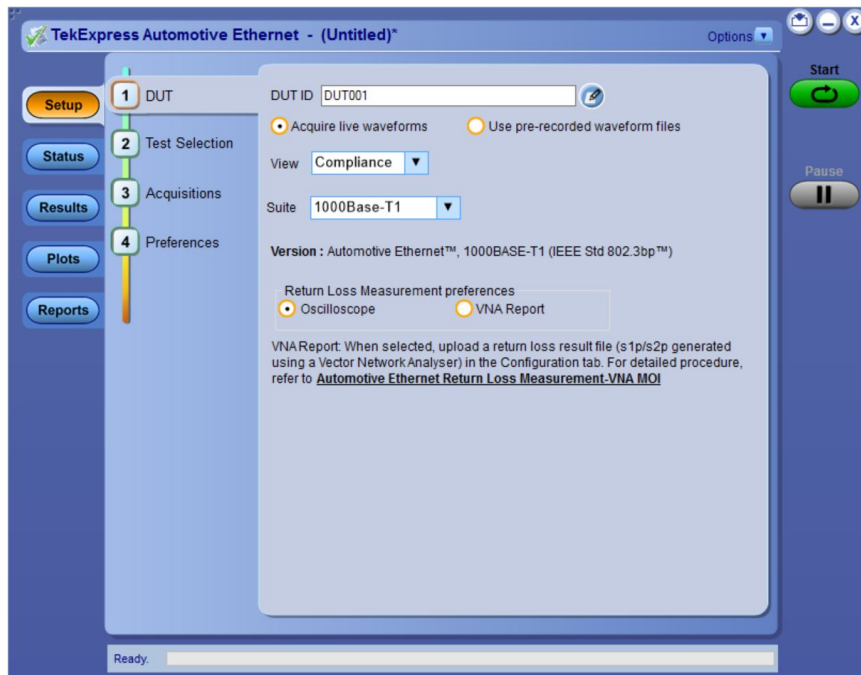 TekExpress Automotive Ethernet - (Untitled)*
Options
Start
Pause
Setup
Status
Results
Plots
Reports
1 DUT
2 Test Selection
3 Acquisitions
4 Preferences
DUT ID DUT001
Acquire live waveforms Use pre-recorded waveform files
View Compliance
Suite 1000Base-T1
Version : Automotive Ethernet™, 1000BASE-T1 (IEEE Std 802.3bp™)
Return Loss Measurement preferences
Oscilloscope VNA Report
VNA Report: When selected, upload a return loss result file (s1p/s2p generated
using a Vector Network Analyser) in the Configuration tab. For detailed procedure,
refer to Automotive Ethernet Return Loss Measurement-VNA MOI
Ready.